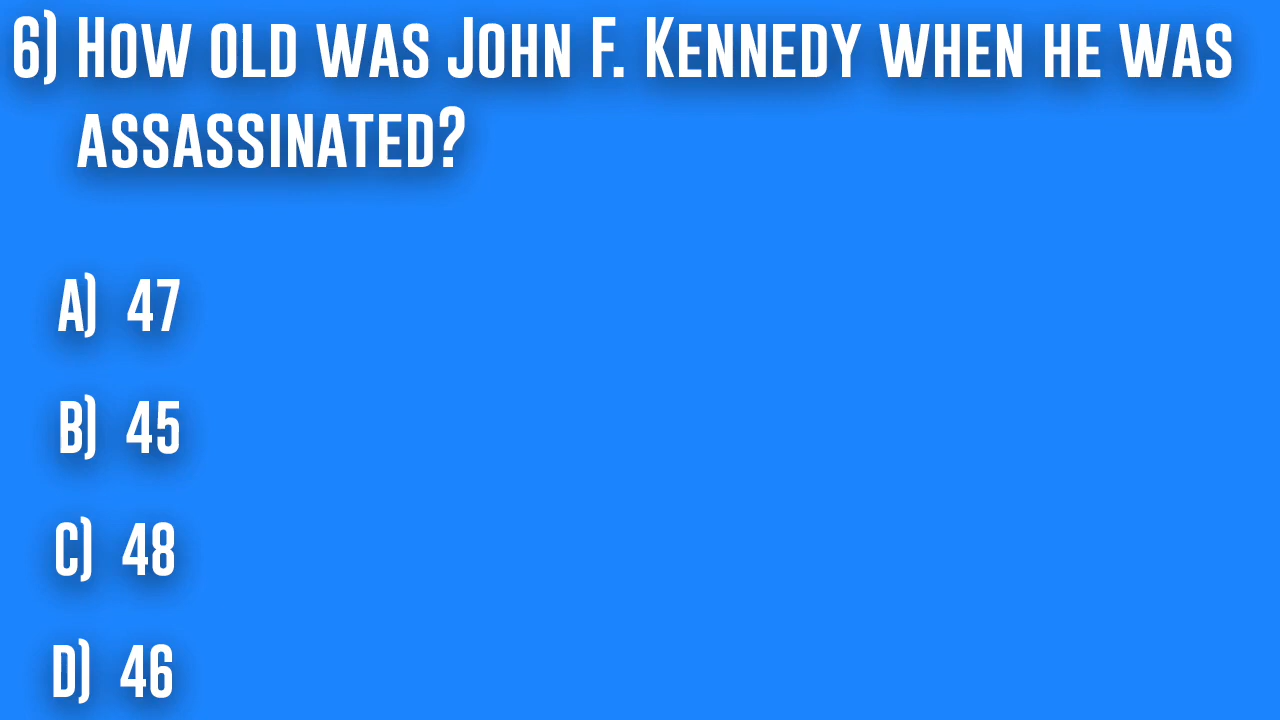 6) How old was John F. Kennedy when he was
assassinated?
A) 47
B) 45
C) 48
D) 46